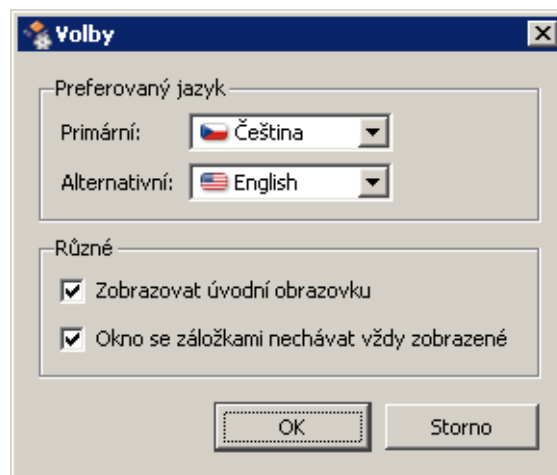 Volby
Preferovaný jazyk
Primární: Čeština
Alternativní: English
Různé
Zobrazovat úvodní obrazovku
Okno se záložkami nechávat vždy zobrazené
OK Storno